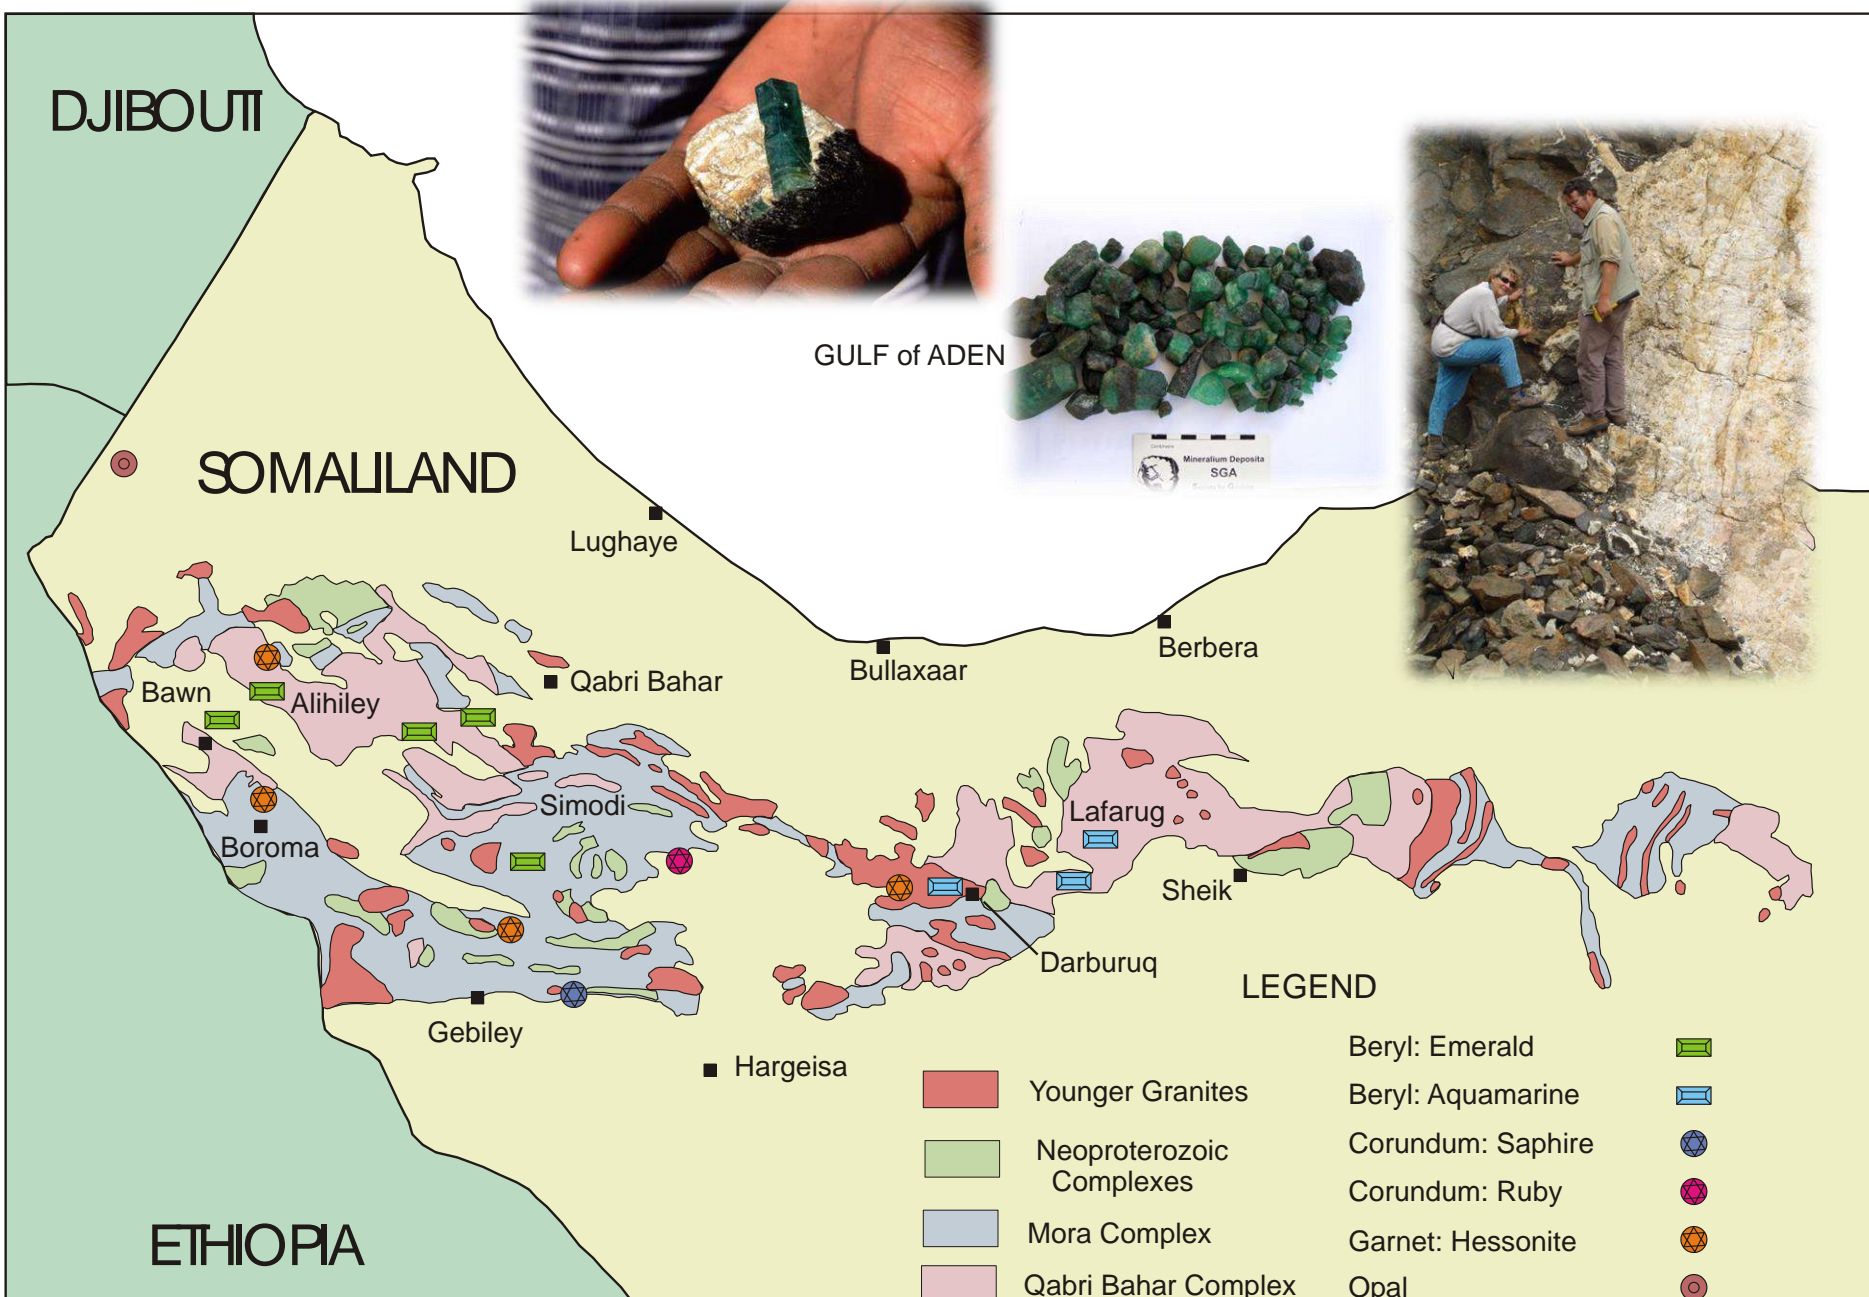 DJIBOUTI
GULF of ADEN
Mineralium Deposita
SGA
SOMALILAND
Lughaye
Berbera
Bullaxaar
Qabri Bahar
Bawn
Alihiley
Simodi
Lafarug
Boroma
Sheik
Darburuq
Gebiley
Hargeisa
LEGEND
Younger Granites
Neoproterozoic
Complexes
Mora Complex
Qabri Bahar Complex
Beryl: Emerald
Beryl: Aquamarine
Corundum: Saphire
Corundum: Ruby
Garnet: Hessonite
Opal
ETHIOPIA